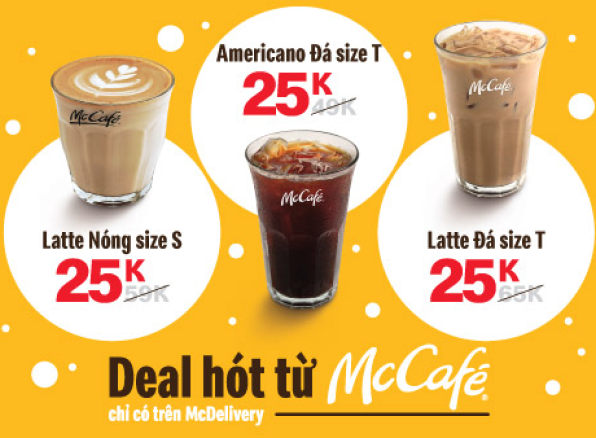 Americano Đá size T
25K
49K
McCafé
McCafé
McCafé
Latte Nóng size S
25K
59K
Latte Đá size T
25K
65K
Deal hót từ McCafé®
chỉ có trên McDelivery